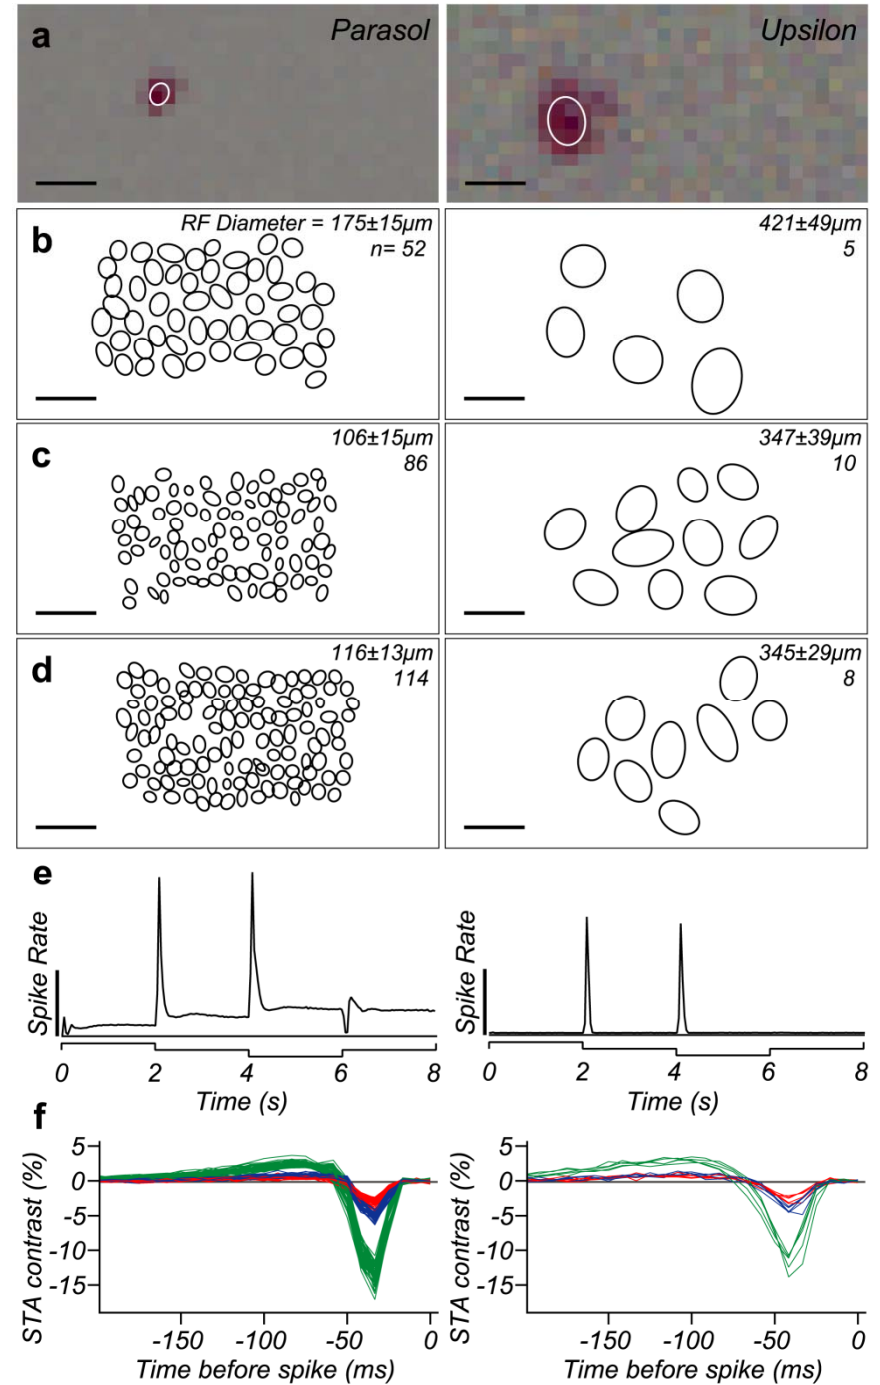 a
Parasol
Upsilon
b
RF Diameter = 175±15µm
n= 52
421±49µm
5
c
106±15µm
86
347±39µm
10
d
116±13µm
114
345±29µm
8
e
Spike Rate
0 2 4 6 8
Time (s)
Spike Rate
0 2 4 6 8
Time (s)
f
STA contrast (%)
5
0
-5
-10
-15
-150 -100 -50 0
Time before spike (ms)
STA contrast (%)
5
0
-5
-10
-15
-150 -100 -50 0
Time before spike (ms)